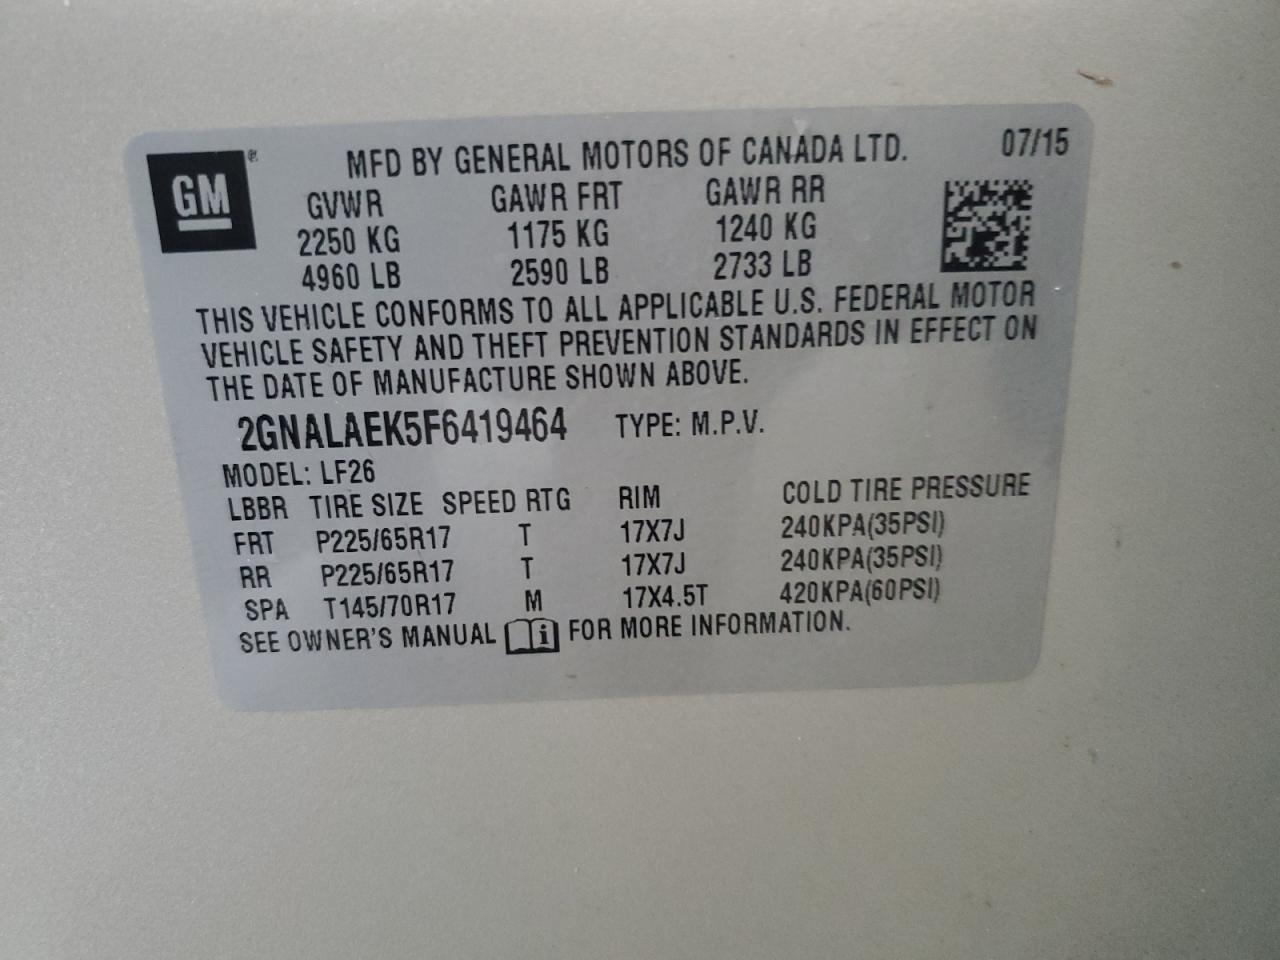 GM ®
MFD BY GENERAL MOTORS OF CANADA LTD. 07/15
GVWR GAWR FRT GAWR RR
2250 KG 1175 KG 1240 KG
4960 LB 2590 LB 2733 LB
THIS VEHICLE CONFORMS TO ALL APPLICABLE U.S. FEDERAL MOTOR
VEHICLE SAFETY AND THEFT PREVENTION STANDARDS IN EFFECT ON
THE DATE OF MANUFACTURE SHOWN ABOVE.
2GNALAEK5F6419464 TYPE: M.P.V.
MODEL: LF26
LBBR TIRE SIZE SPEED RTG RIM COLD TIRE PRESSURE
FRT P225/65R17 T 17X7J 240KPA(35PSI)
RR P225/65R17 T 17X7J 240KPA(35PSI)
SPA T145/70R17 M 17X4.5T 420KPA(60PSI)
SEE OWNER'S MANUAL i FOR MORE INFORMATION.